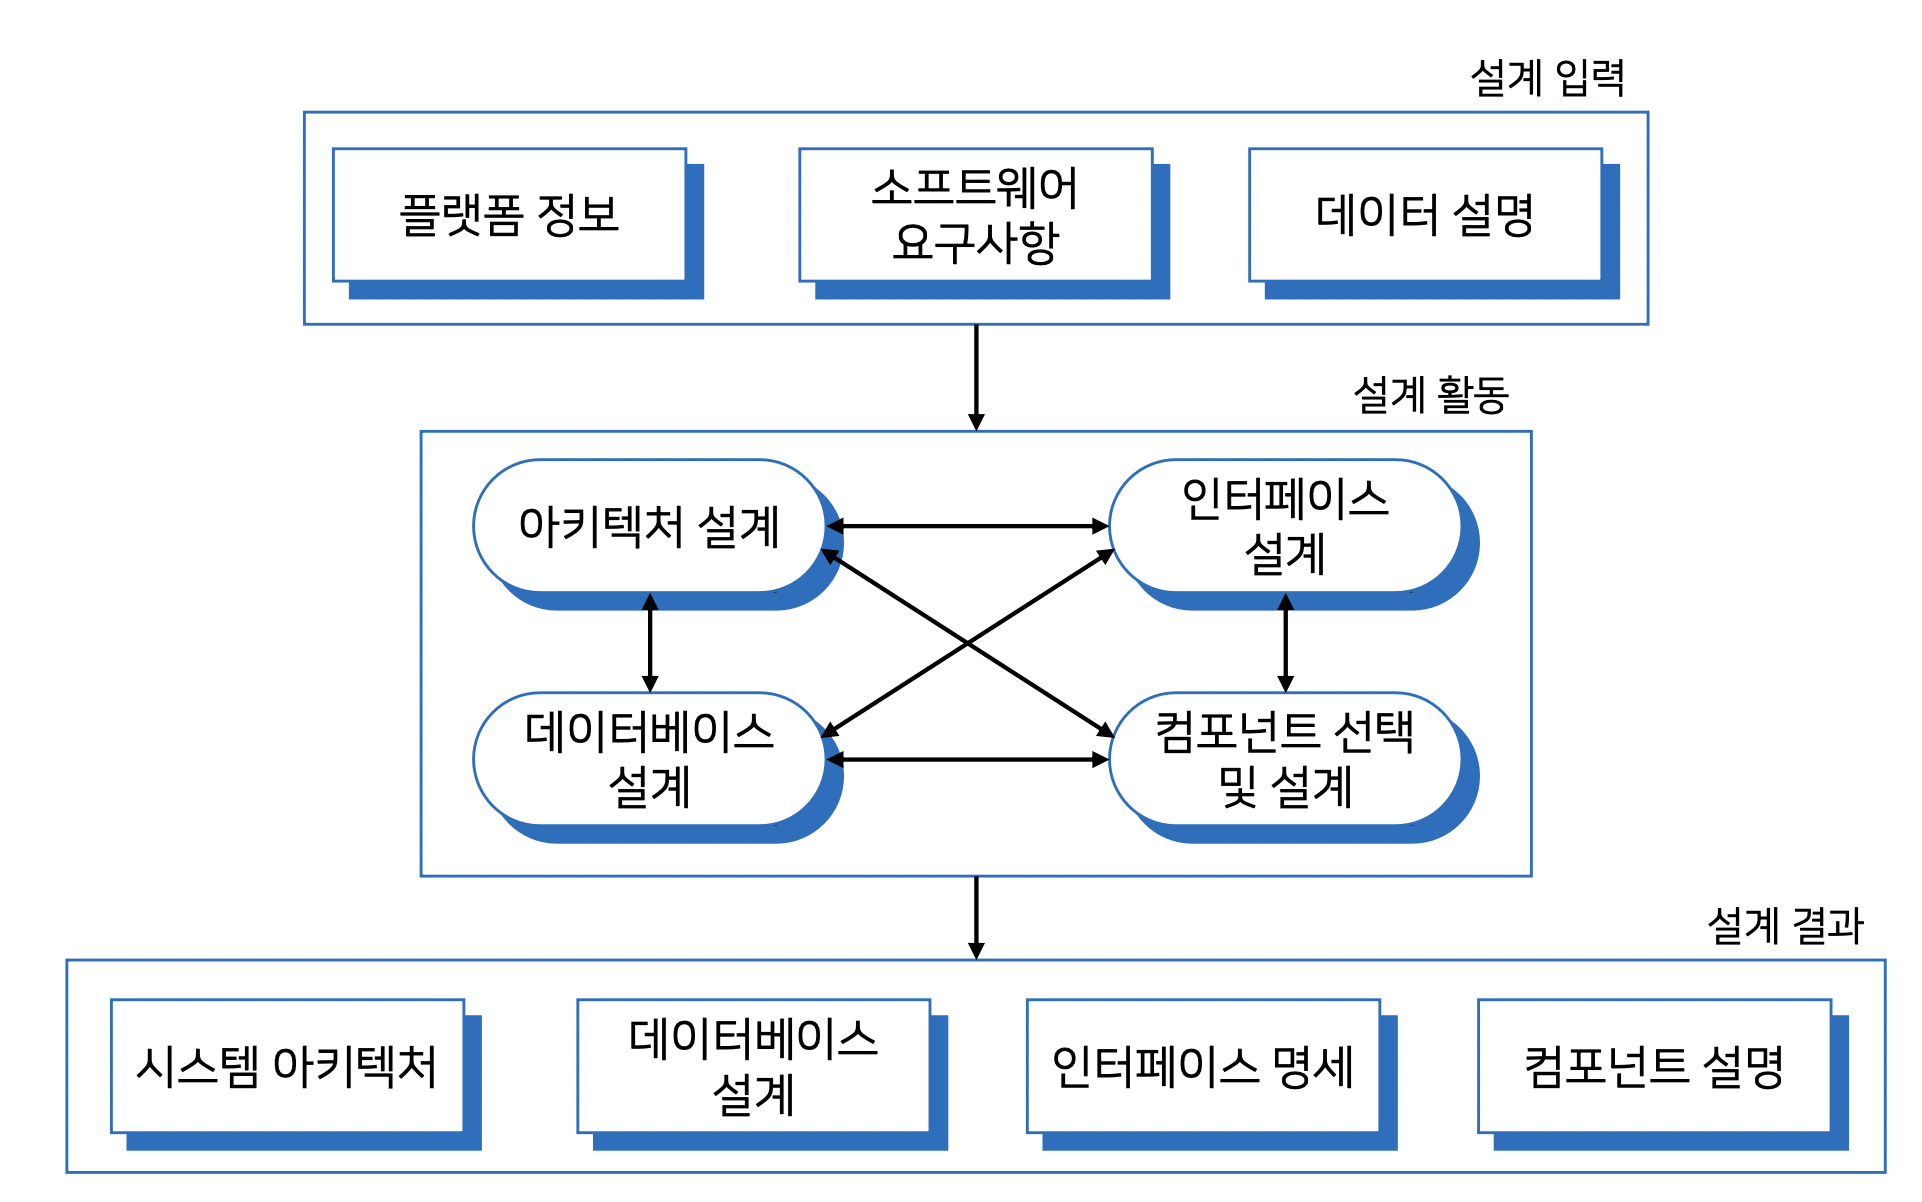 설계 입력
플랫폼 정보
소프트웨어
요구사항
데이터 설명
설계 활동
아키텍처 설계
인터페이스
설계
데이터베이스
설계
컴포넌트 선택
및 설계
설계 결과
시스템 아키텍처
데이터베이스
설계
인터페이스 명세
컴포넌트 설명